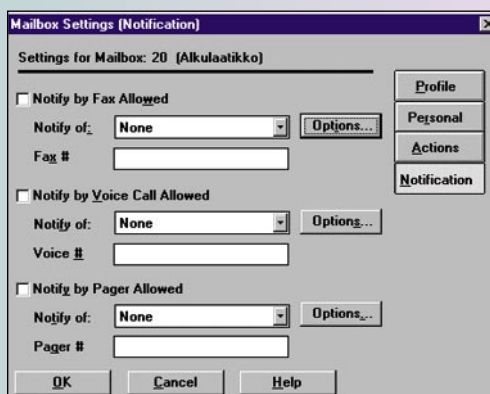 Mailbox Settings (Notification)
Settings for Mailbox: 20 (Alkulaatikko)
Notify by Fax Allowed
Notify of: None Options...
Fax #
Notify by Voice Call Allowed
Notify of: None Options...
Voice #
Notify by Pager Allowed
Notify of: None Options...
Pager #
OK Cancel Help
Profile
Personal
Actions
Notification